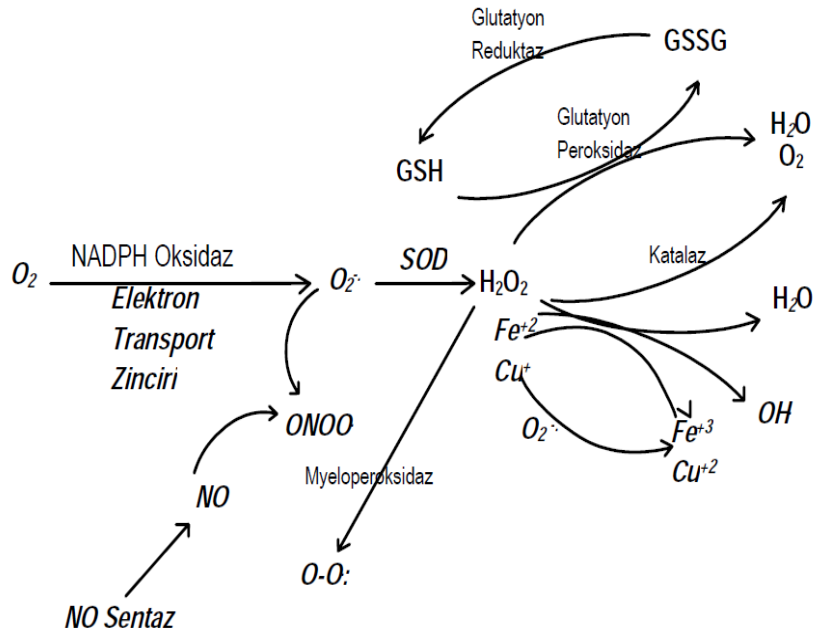 Glutatyon
Reduktaz
GSSG
Glutatyon
Peroksidaz
H₂O
O₂
GSH
O₂
NADPH Oksidaz
Elektron
Transport
Zinciri
O₂⁻·
SOD
H₂O₂
Katalaz
H₂O
Fe⁺²
Cu⁺
O₂⁻·
OH
Fe⁺³
Cu⁺²
ONOO
Myeloperoksidaz
NO
O-O:
NO Sentaz